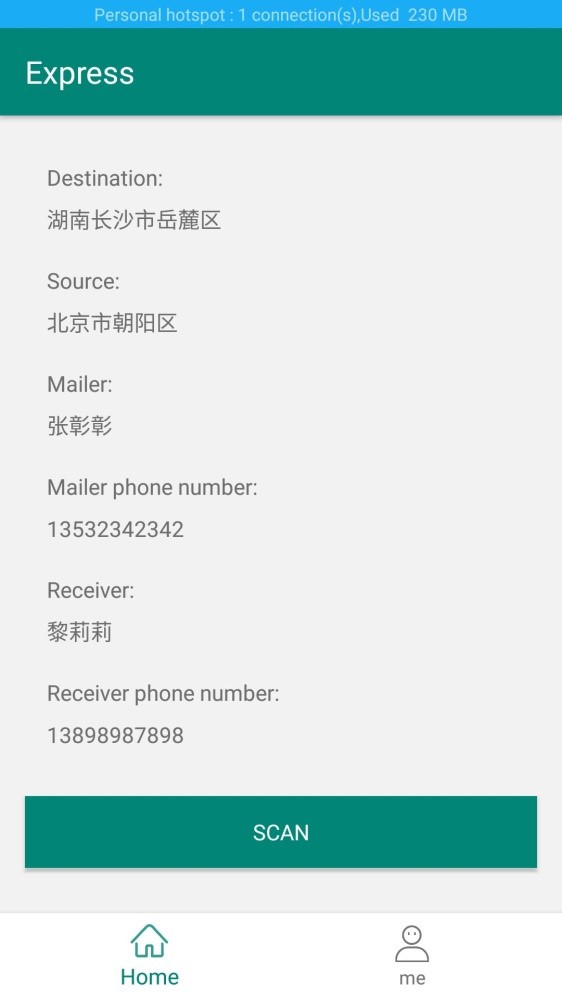 Personal hotspot : 1 connection(s),Used  230 MB
Express
Destination:
湖南长沙市岳麓区
Source:
北京市朝阳区
Mailer:
张彰彰
Mailer phone number:
13532342342
Receiver:
黎莉莉
Receiver phone number:
13898987898
SCAN
Home
me